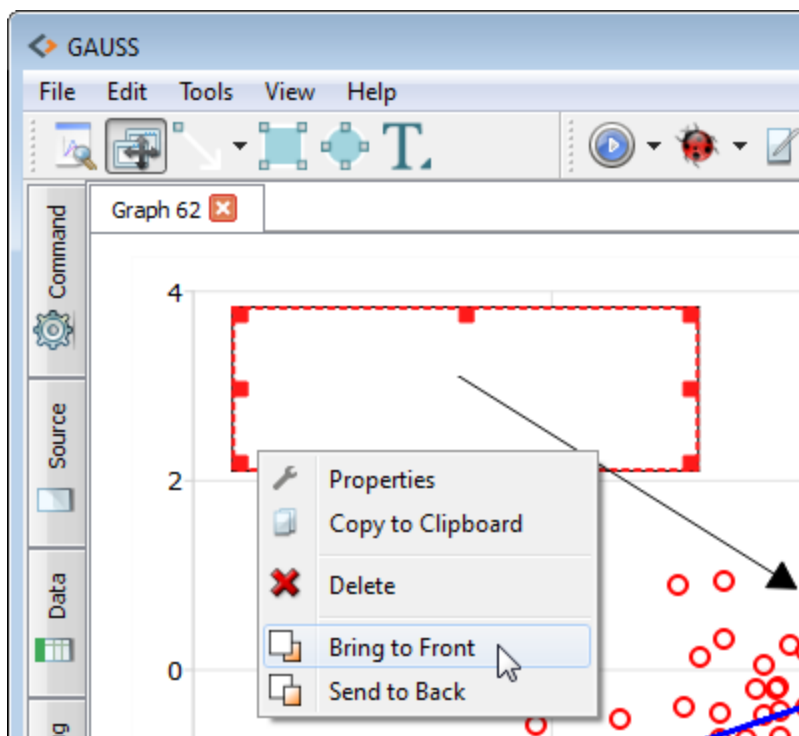 GAUSS
File Edit Tools View Help
T
Graph 62
Command
Source
Data
4
2
0
Properties
Copy to Clipboard
Delete
Bring to Front
Send to Back